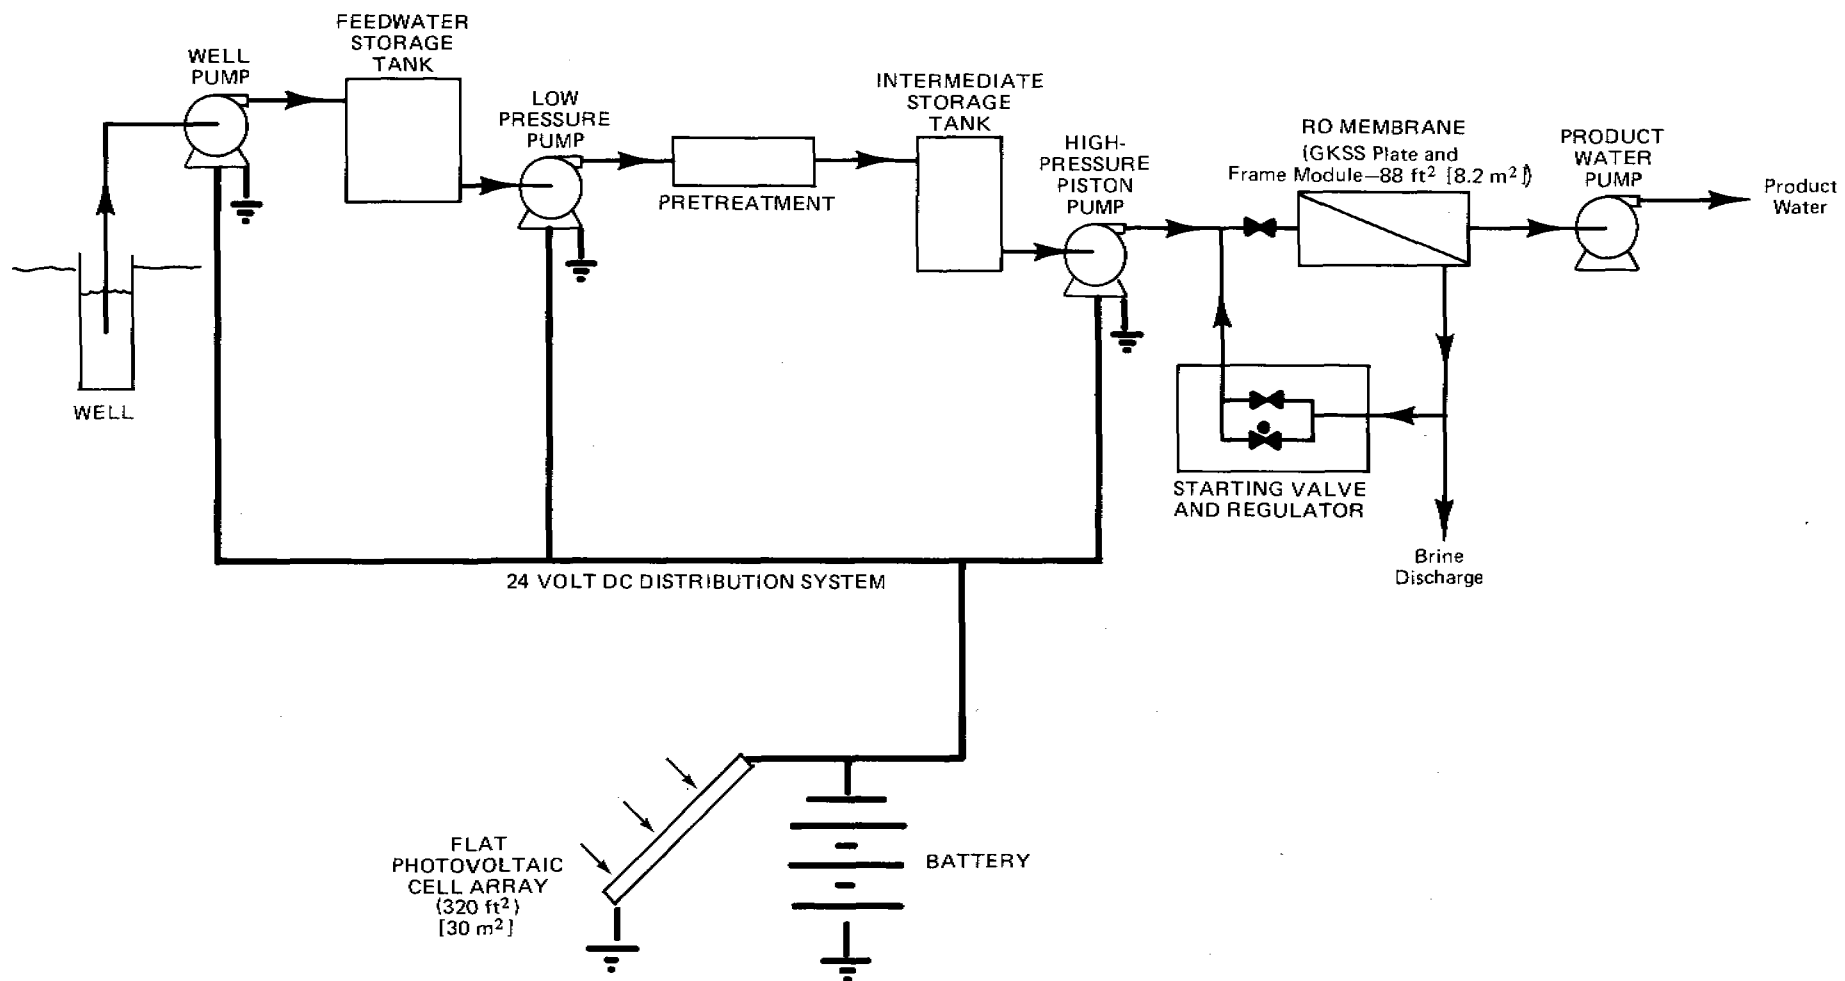 FEEDWATER
STORAGE
TANK
WELL
PUMP
LOW
PRESSURE
PUMP
INTERMEDIATE
STORAGE
TANK
HIGH-
PRESSURE
PISTON
PUMP
RO MEMBRANE
(GKSS Plate and
Frame Module—88 ft² [8.2 m²])
PRODUCT
WATER
PUMP
Product
Water
PRETREATMENT
WELL
STARTING VALVE
AND REGULATOR
Brine
Discharge
24 VOLT DC DISTRIBUTION SYSTEM
FLAT
PHOTOVOLTAIC
CELL ARRAY
(320 ft²)
[30 m²]
BATTERY